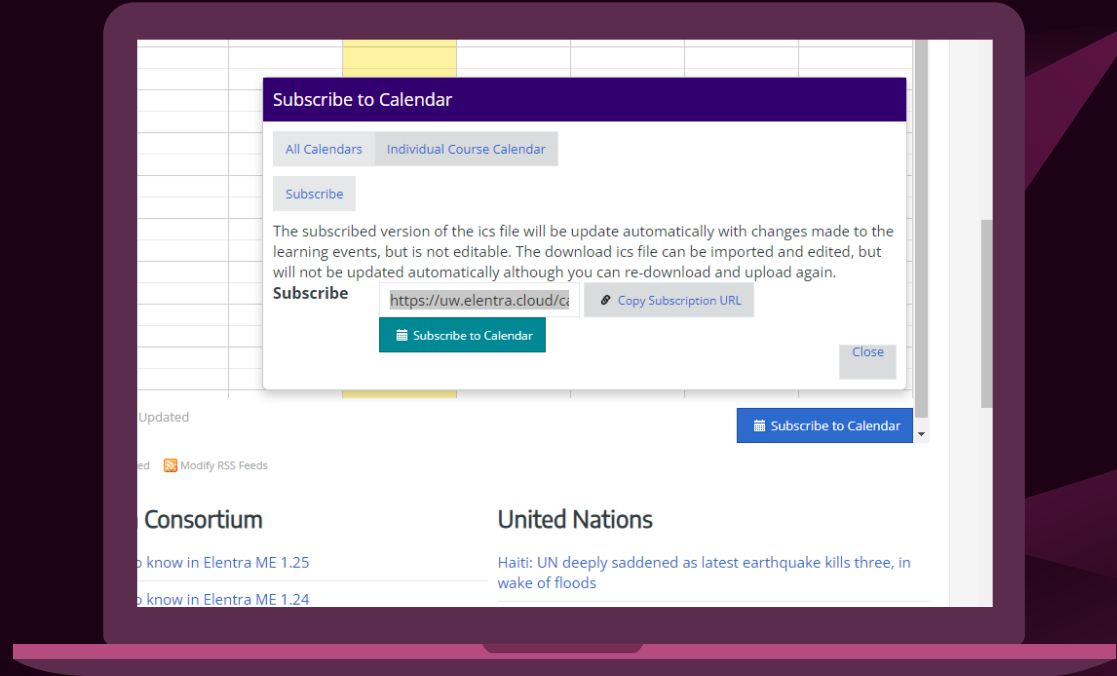 Subscribe to Calendar
All Calendars Individual Course Calendar
Subscribe
The subscribed version of the ics file will be update automatically with changes made to the
learning events, but is not editable. The download ics file can be imported and edited, but
will not be updated automatically although you can re-download and upload again.
Subscribe https://uw.elentra.cloud/ca Copy Subscription URL
Subscribe to Calendar
Close
Updated
Subscribe to Calendar
ed Modify RSS Feeds
Consortium
know in Elentra ME 1.25
know in Elentra ME 1.24
United Nations
Haiti: UN deeply saddened as latest earthquake kills three, in
wake of floods